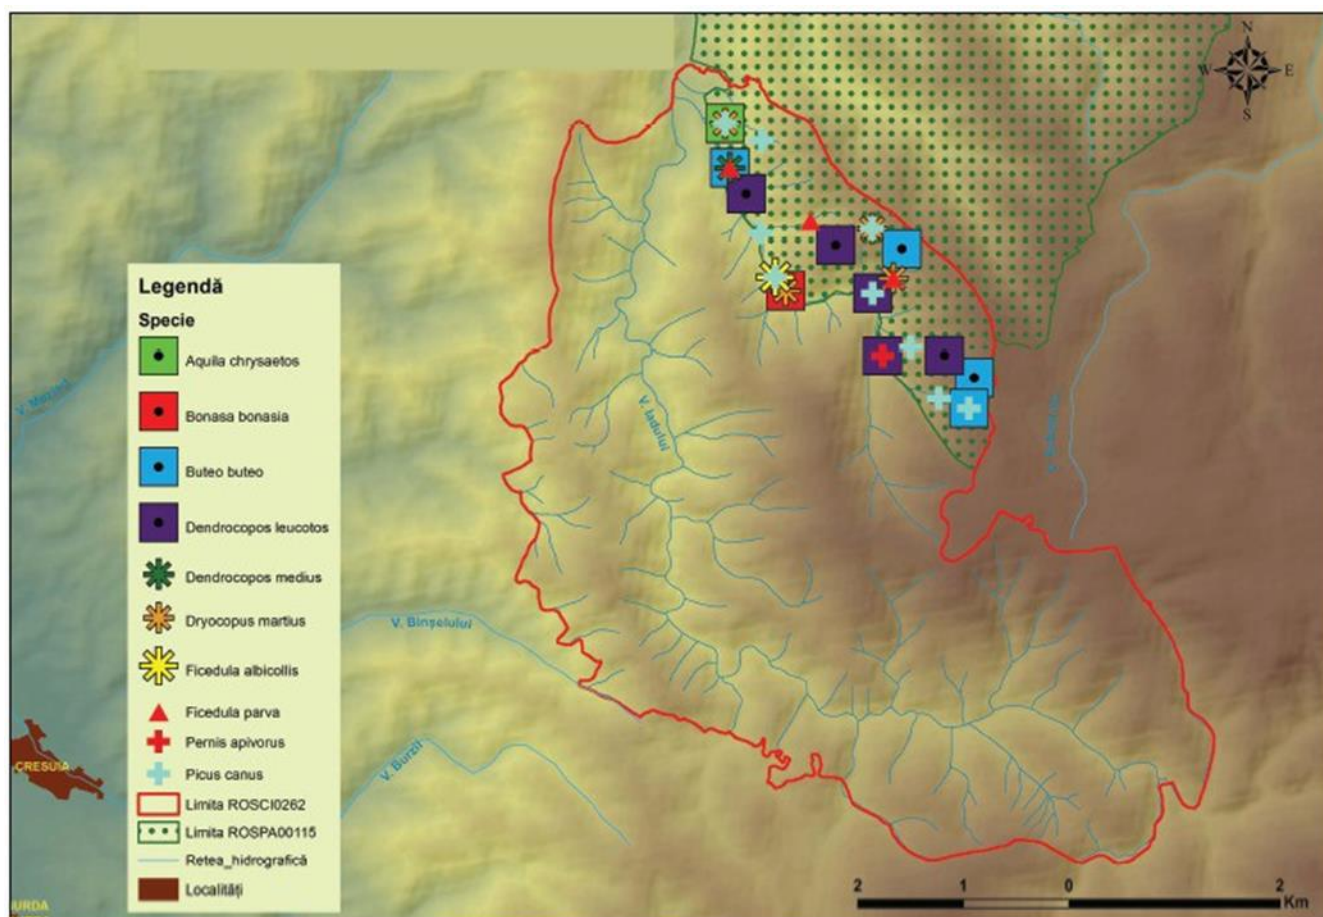 N
W E
S
Legendă
Specie
Aquila chrysaetos
Bonasa bonasia
Buteo buteo
Dendrocopos leucotos
Dendrocopos medius
Dryocopus martius
Ficedula albicollis
Ficedula parva
Pernis apivorus
Picus canus
Limita ROSCI0262
Limita ROSPA00115
Retea_hidrografică
Localități
V. Iadului
V. Binșelului
V. Burzii
CRESUIA
URDA
2 1 0 2
Km